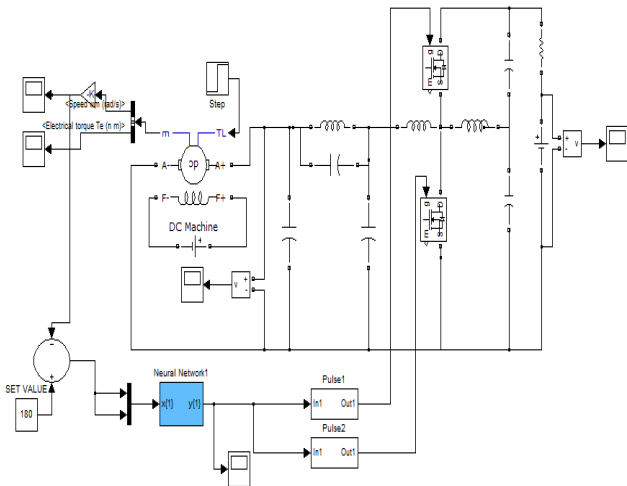 Step
-K-
<Speed wm (rad/s)>
<Electrical torque Te (n m)>
m
TL
A-
dc
A+
F-
F+
DC Machine
v
+
-
g
D
S
m
g
D
S
m
+
-
v
SET VALUE
180
Neural Network1
x{1}
y{1}
Pulse1
In1
Out1
Pulse2
In1
Out1